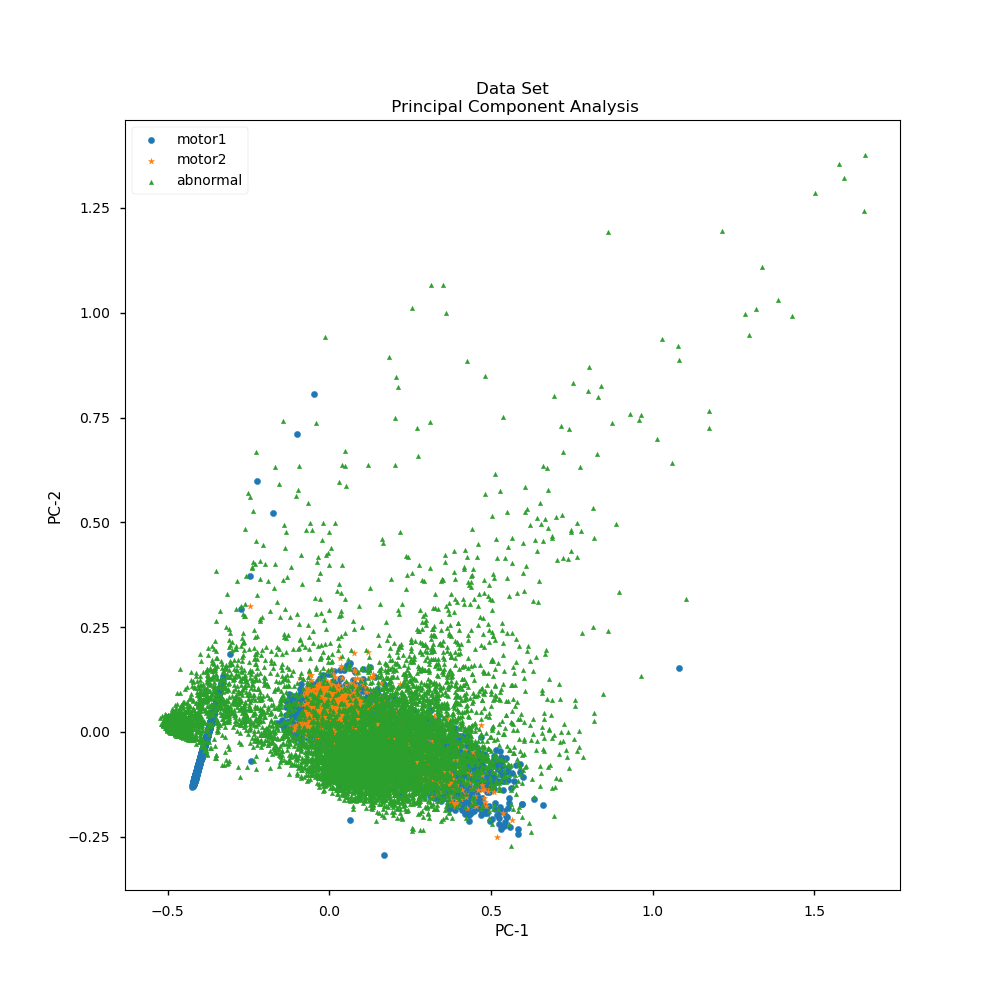 Data Set
Principal Component Analysis
motor1
motor2
abnormal
1.25
1.00
0.75
0.50
0.25
0.00
−0.25
PC-2
−0.5
0.0
0.5
1.0
1.5
PC-1